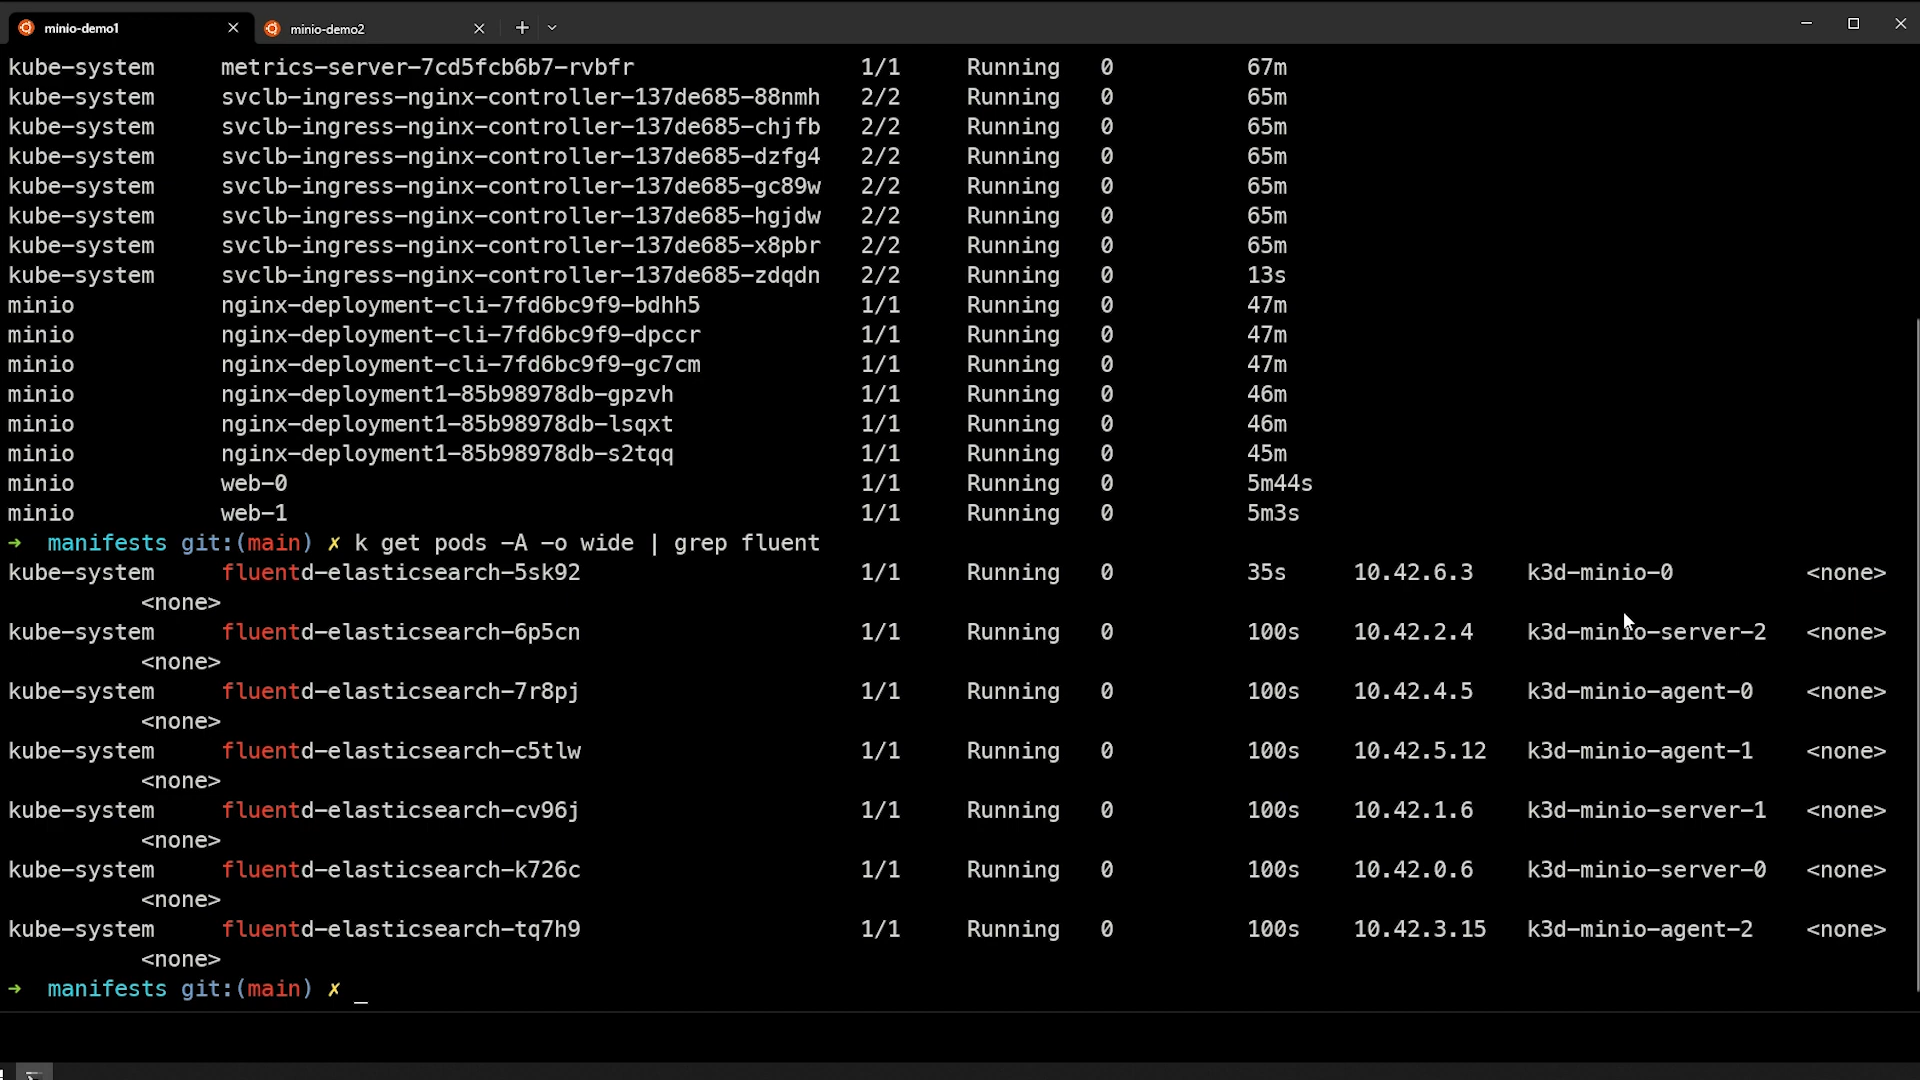 minio-demo1 minio-demo2
kube-system metrics-server-7cd5fcb6b7-rvbfr 1/1 Running 0 67m
kube-system svclb-ingress-nginx-controller-137de685-88nmh 2/2 Running 0 65m
kube-system svclb-ingress-nginx-controller-137de685-chjfb 2/2 Running 0 65m
kube-system svclb-ingress-nginx-controller-137de685-dzfg4 2/2 Running 0 65m
kube-system svclb-ingress-nginx-controller-137de685-gc89w 2/2 Running 0 65m
kube-system svclb-ingress-nginx-controller-137de685-hgjdw 2/2 Running 0 65m
kube-system svclb-ingress-nginx-controller-137de685-x8pbr 2/2 Running 0 65m
kube-system svclb-ingress-nginx-controller-137de685-zdqdn 2/2 Running 0 13s
minio nginx-deployment-cli-7fd6bc9f9-bdhh5 1/1 Running 0 47m
minio nginx-deployment-cli-7fd6bc9f9-dpccr 1/1 Running 0 47m
minio nginx-deployment-cli-7fd6bc9f9-gc7cm 1/1 Running 0 47m
minio nginx-deployment1-85b98978db-gpzvh 1/1 Running 0 46m
minio nginx-deployment1-85b98978db-lsqxt 1/1 Running 0 46m
minio nginx-deployment1-85b98978db-s2tqq 1/1 Running 0 45m
minio web-0 1/1 Running 0 5m44s
minio web-1 1/1 Running 0 5m3s
➜ manifests git:(main) ✗ k get pods -A -o wide | grep fluent
kube-system fluentd-elasticsearch-5sk92 1/1 Running 0 35s 10.42.6.3 k3d-minio-0 <none>
<none>
kube-system fluentd-elasticsearch-6p5cn 1/1 Running 0 100s 10.42.2.4 k3d-minio-server-2 <none>
<none>
kube-system fluentd-elasticsearch-7r8pj 1/1 Running 0 100s 10.42.4.5 k3d-minio-agent-0 <none>
<none>
kube-system fluentd-elasticsearch-c5tlw 1/1 Running 0 100s 10.42.5.12 k3d-minio-agent-1 <none>
<none>
kube-system fluentd-elasticsearch-cv96j 1/1 Running 0 100s 10.42.1.6 k3d-minio-server-1 <none>
<none>
kube-system fluentd-elasticsearch-k726c 1/1 Running 0 100s 10.42.0.6 k3d-minio-server-0 <none>
<none>
kube-system fluentd-elasticsearch-tq7h9 1/1 Running 0 100s 10.42.3.15 k3d-minio-agent-2 <none>
<none>
➜ manifests git:(main) ✗ _